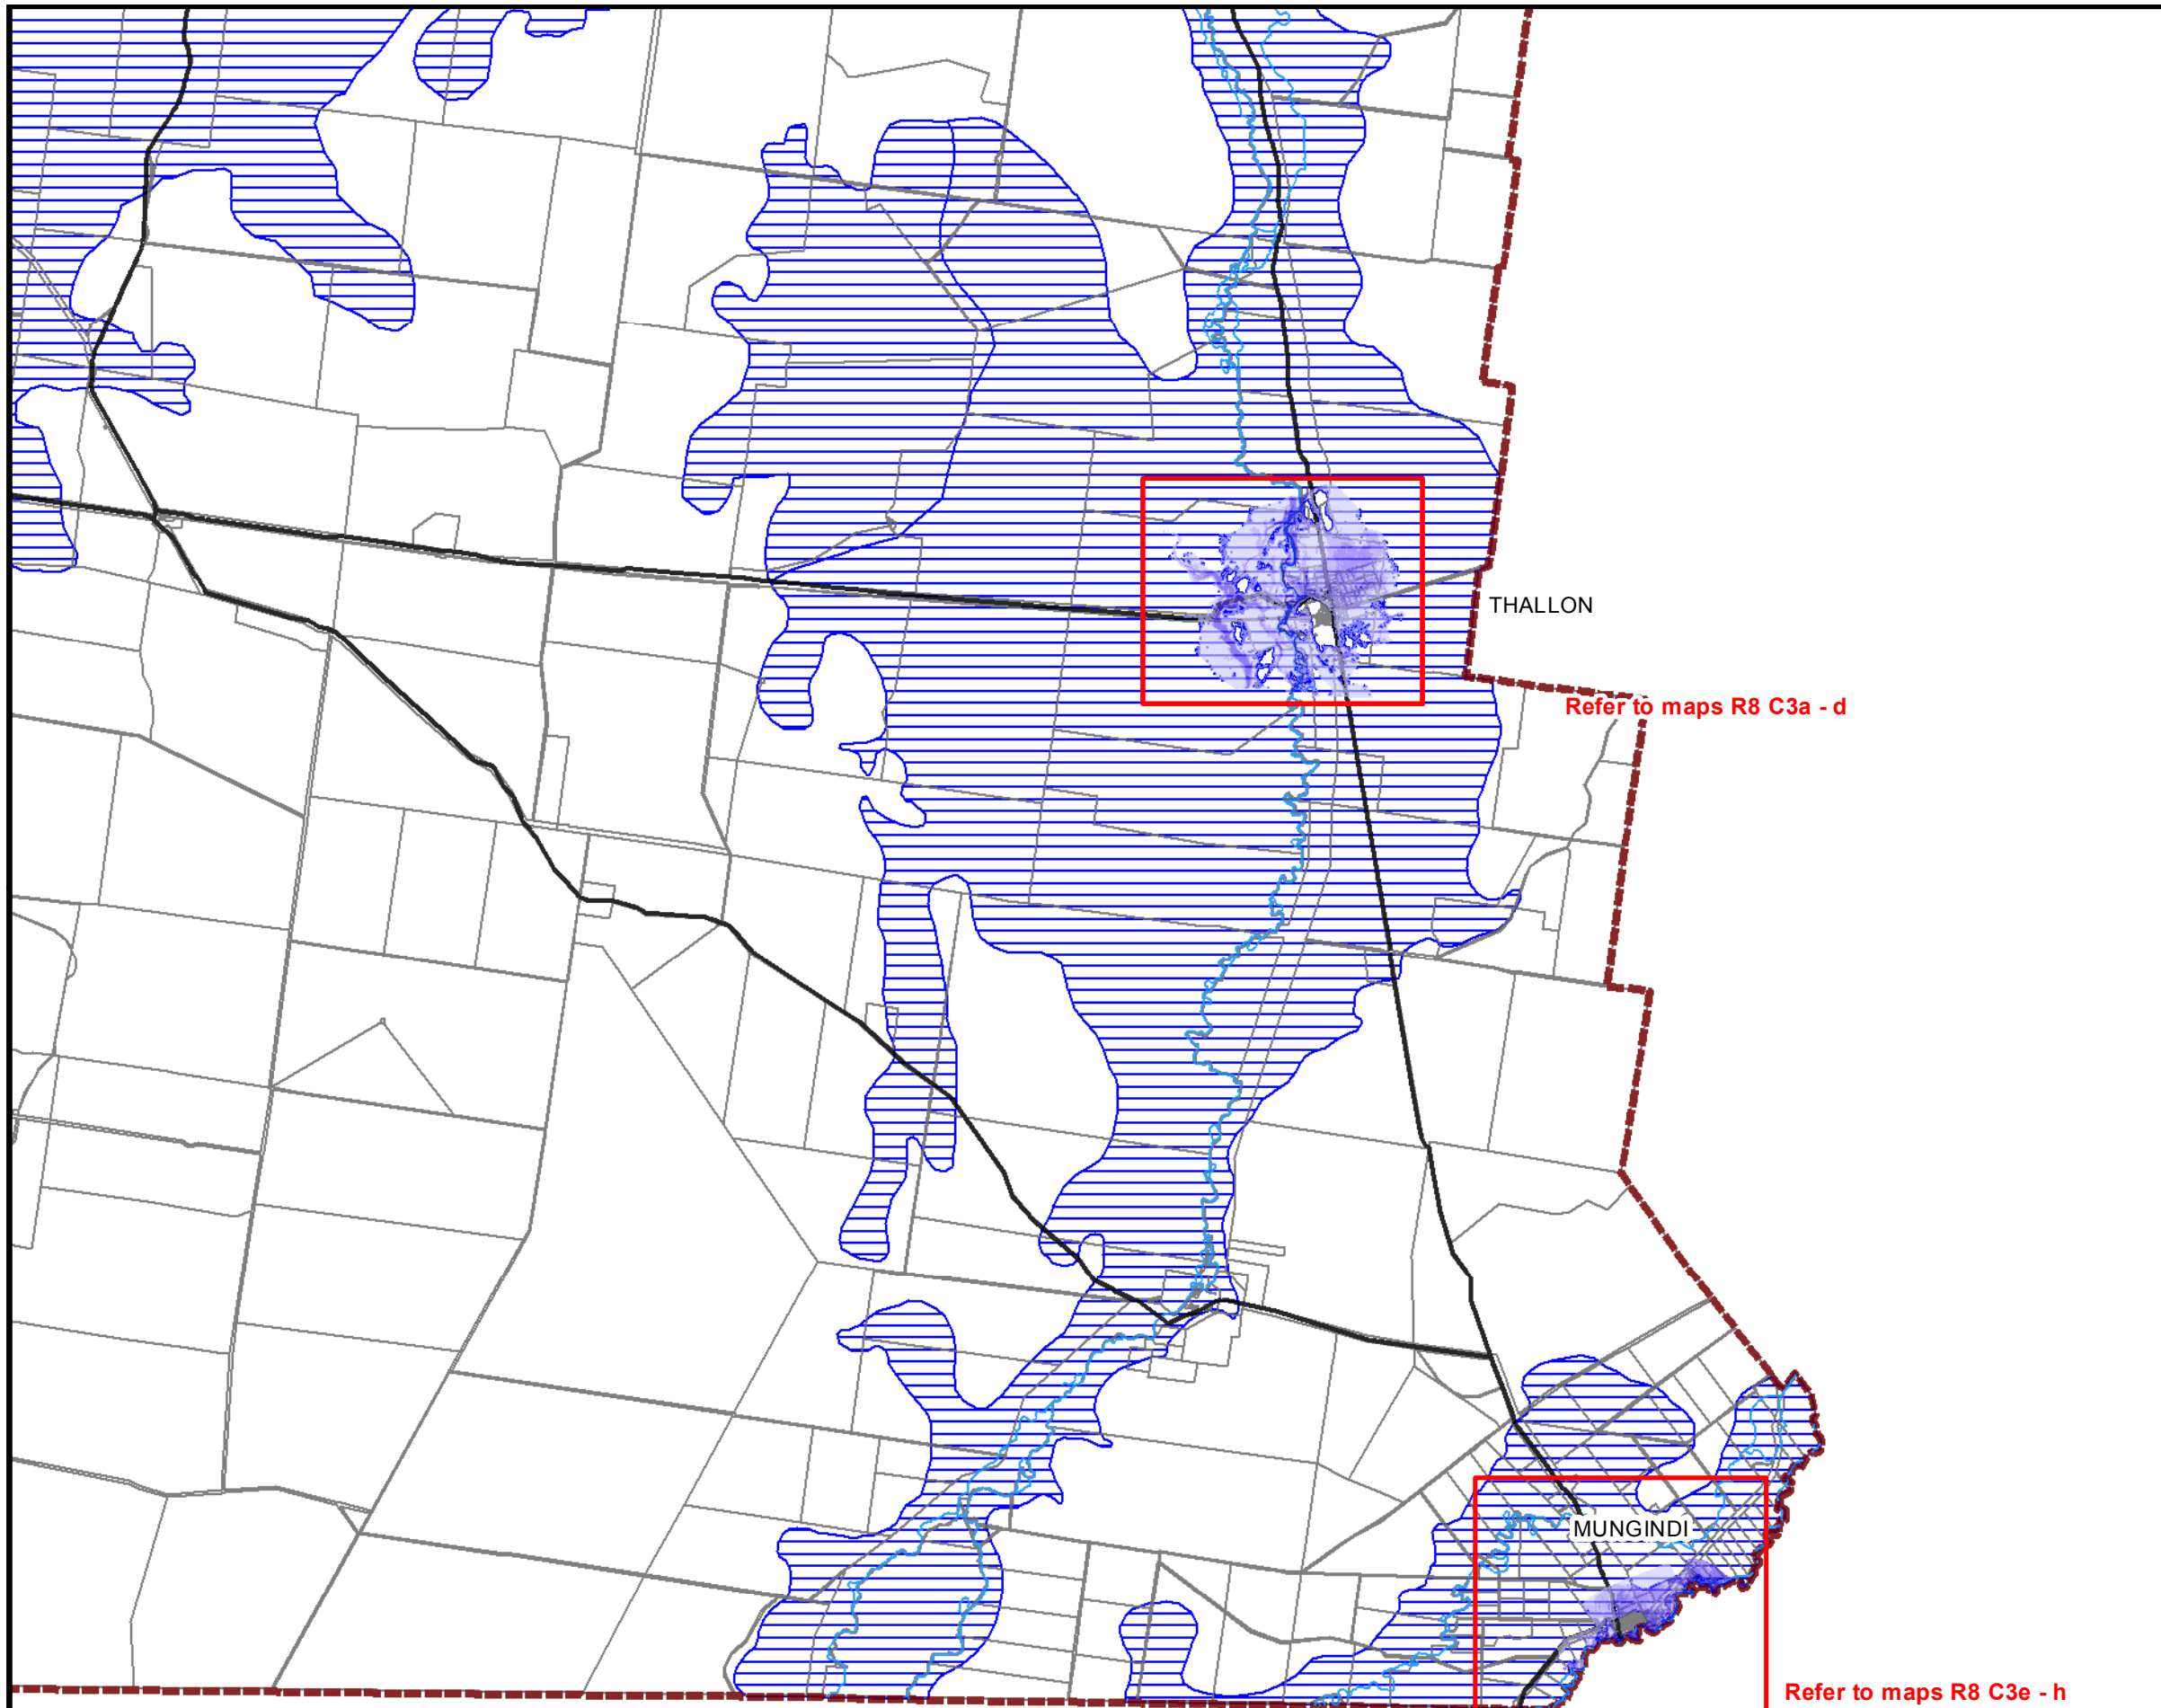 THALLON
Refer to maps R8 C3a - d
MUNGINDI
Refer to maps R8 C3e - h